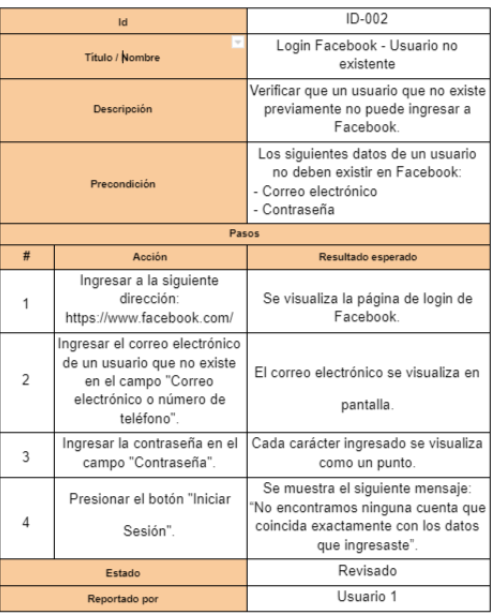 Id
ID-002
Título / Nombre
Login Facebook - Usuario no
existente
Descripción
Verificar que un usuario que no existe
previamente no puede ingresar a
Facebook.
Precondición
Los siguientes datos de un usuario
no deben existir en Facebook:
- Correo electrónico
- Contraseña
Pasos
#
Acción
Resultado esperado
1
Ingresar a la siguiente
dirección:
https://www.facebook.com/
Se visualiza la página de login de
Facebook.
2
Ingresar el correo electrónico
de un usuario que no existe
en el campo "Correo
electrónico o número de
teléfono".
El correo electrónico se visualiza en
pantalla.
3
Ingresar la contraseña en el
campo "Contraseña".
Cada carácter ingresado se visualiza
como un punto.
4
Presionar el botón "Iniciar
Sesión".
Se muestra el siguiente mensaje:
"No encontramos ninguna cuenta que
coincida exactamente con los datos
que ingresaste".
Estado
Revisado
Reportado por
Usuario 1